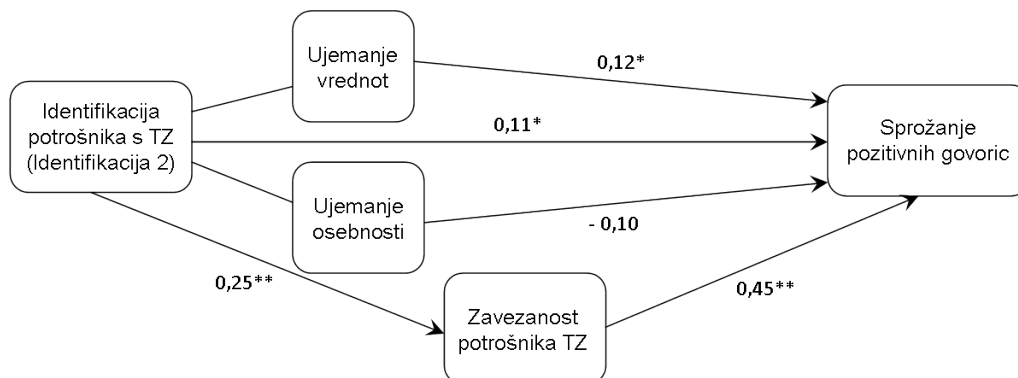 Ujemanje
vrednot
0,12*
Identifikacija
potrošnika s TZ
(Identifikacija 2)
0,11*
Sprožanje
pozitivnih govoric
Ujemanje
osebnosti
- 0,10
0,25**
0,45**
Zavezanost
potrošnika TZ